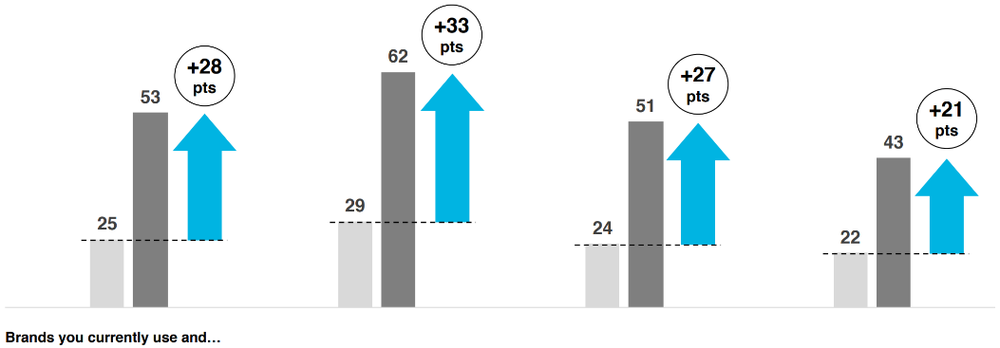 +28
pts
53
25
+33
pts
62
29
+27
pts
51
24
+21
pts
43
22
Brands you currently use and…